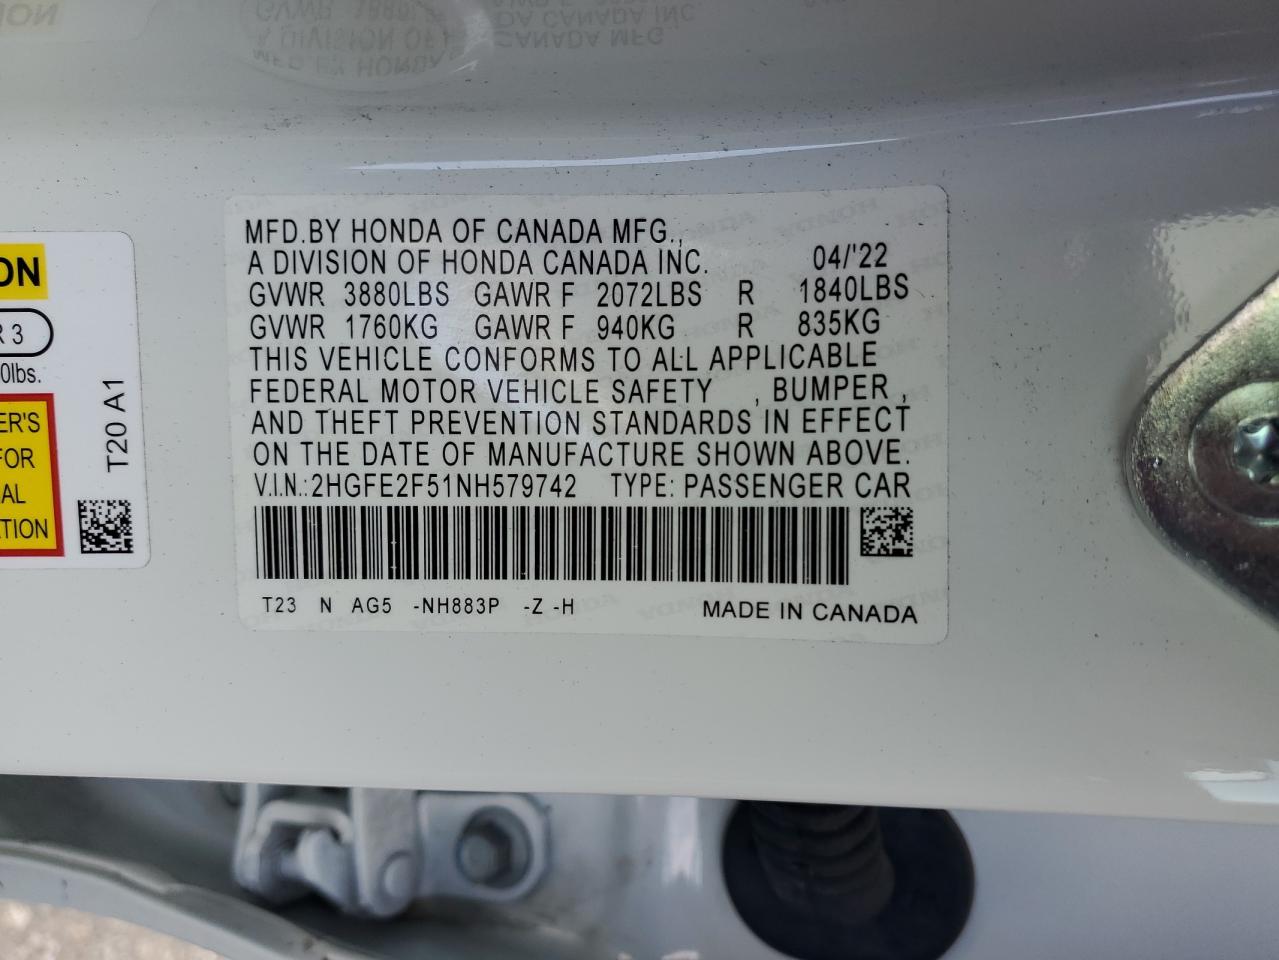 ON
R 3
0lbs.
ER'S
FOR
AL
TION
T20 A1
MFD.BY HONDA OF CANADA MFG.,
A DIVISION OF HONDA CANADA INC. 04/'22
GVWR 3880LBS GAWR F 2072LBS R 1840LBS
GVWR 1760KG GAWR F 940KG R 835KG
THIS VEHICLE CONFORMS TO ALL APPLICABLE
FEDERAL MOTOR VEHICLE SAFETY , BUMPER ,
AND THEFT PREVENTION STANDARDS IN EFFECT
ON THE DATE OF MANUFACTURE SHOWN ABOVE.
V.I.N.:2HGFE2F51NH579742 TYPE: PASSENGER CAR
T23 N AG5 -NH883P -Z -H MADE IN CANADA